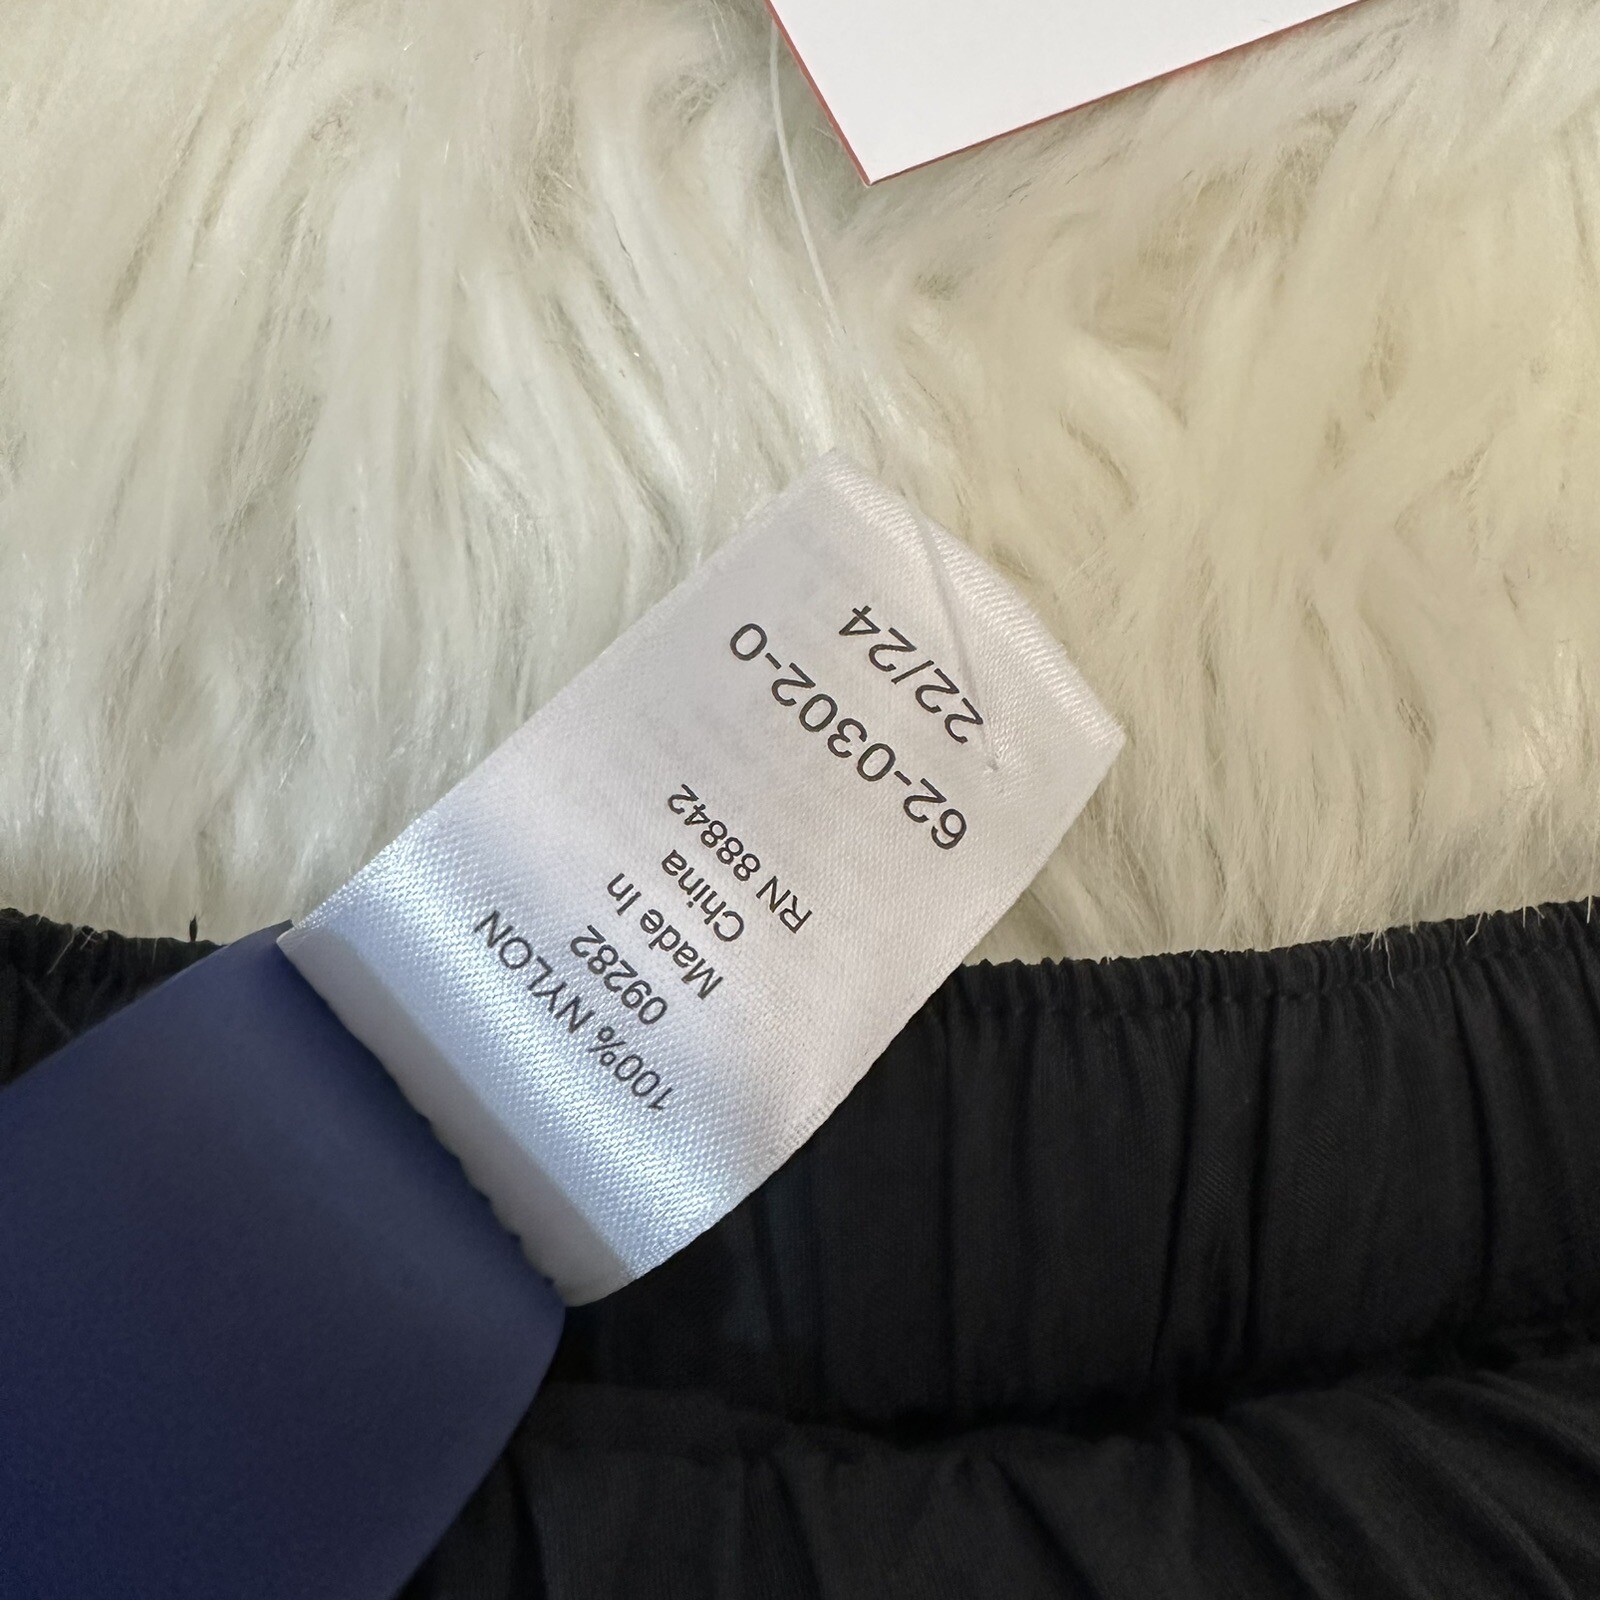 100% NYLON
09282
Made In
China
RN 88842
62-0302-0
22/24